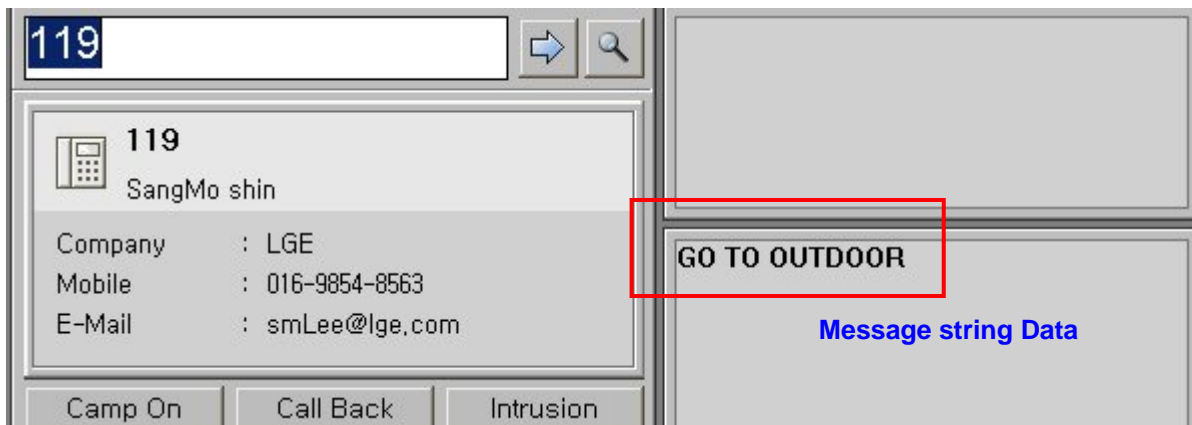 119
119
SangMo shin
Company : LGE
Mobile : 016-9854-8563
E-Mail : smLee@lge,com
Camp On Call Back Intrusion
GO TO OUTDOOR
Message string Data